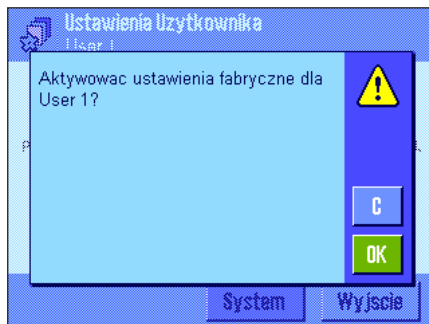 Ustawienia Uzytkownika
User 1
Aktywowac ustawienia fabryczne dla
User 1?
C
OK
System
Wyjscie